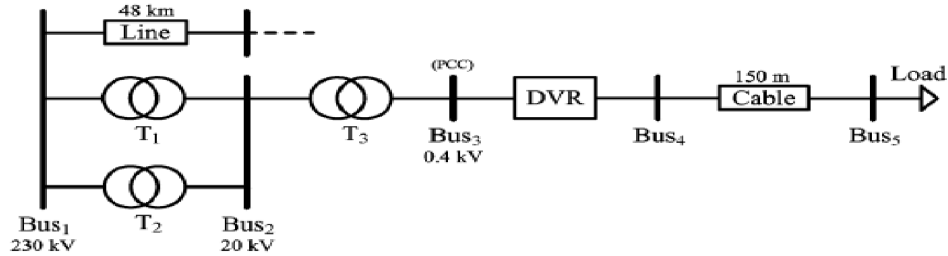 48 km
Line
T1
T2
Bus1
230 kV
Bus2
20 kV
T3
(PCC)
Bus3
0.4 kV
DVR
Bus4
150 m
Cable
Bus5
Load